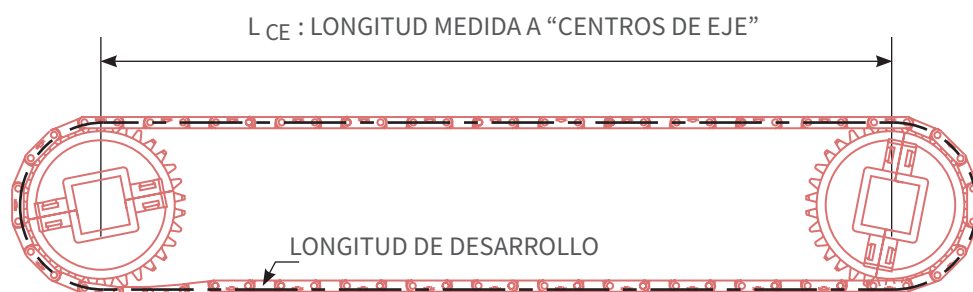 L CE : LONGITUD MEDIDA A “CENTROS DE EJE”
LONGITUD DE DESARROLLO